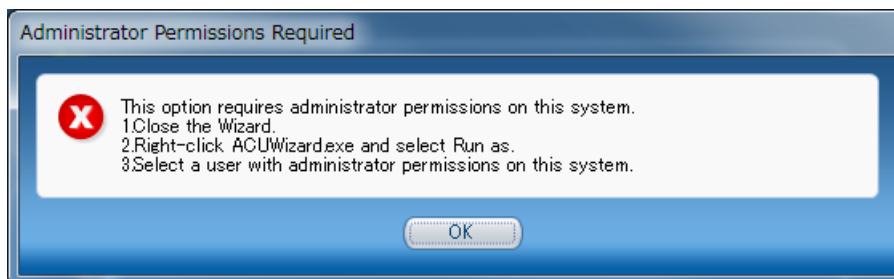 Administrator Permissions Required
This option requires administrator permissions on this system.
1.Close the Wizard.
2.Right-click ACUWizard.exe and select Run as.
3.Select a user with administrator permissions on this system.
OK